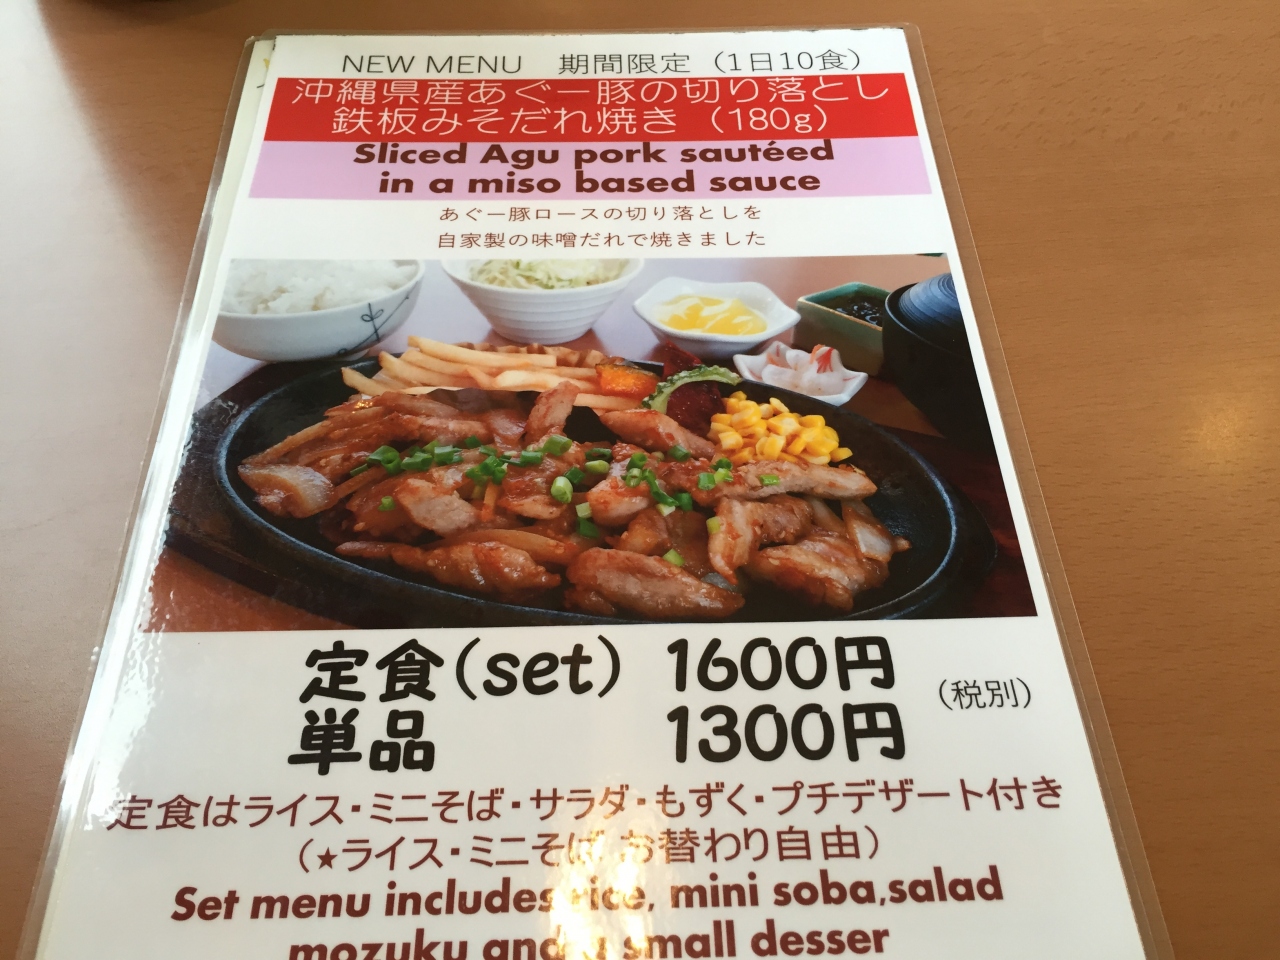 NEW MENU 期間限定（1日10食）
沖縄県産あぐー豚の切り落とし
鉄板みそだれ焼き（180g）
Sliced Agu pork sautéed
in a miso based sauce
あぐー豚ロースの切り落としを
自家製の味噌だれで焼きました
定食（set） 1600円
（税別）
単品 1300円
定食はライス・ミニそば・サラダ・もずく・プチデザート付き
（★ライス・ミニそば お替わり自由）
Set menu includes rice, mini soba,salad
mozuku and a small desser